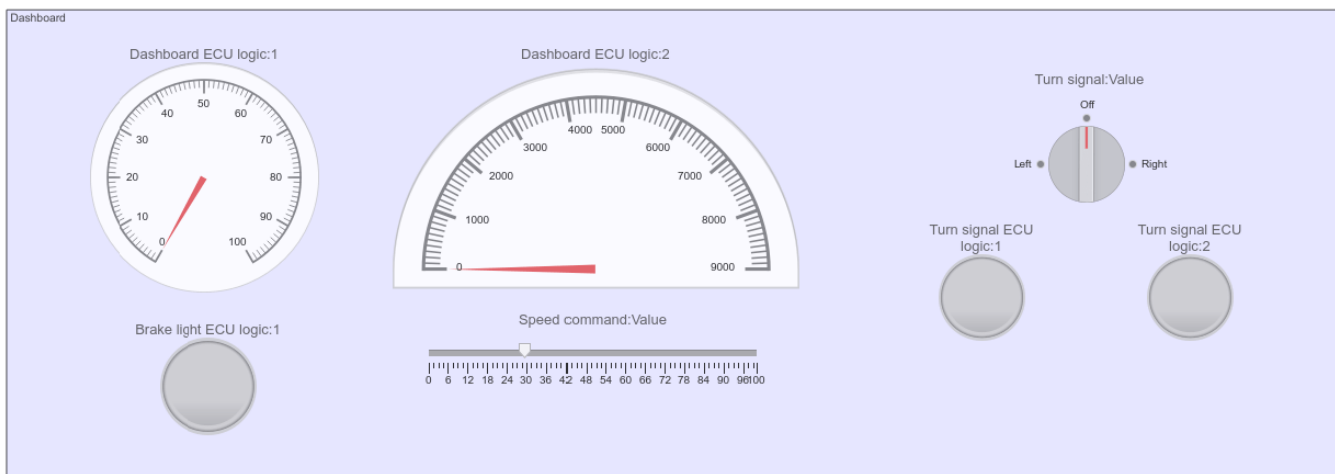 Dashboard
Dashboard ECU logic:1
0
10
20
30
40
50
60
70
80
90
100
Dashboard ECU logic:2
0
1000
2000
3000
4000
5000
6000
7000
8000
9000
Turn signal:Value
Off
Left
Right
Turn signal ECU
logic:1
Turn signal ECU
logic:2
Brake light ECU logic:1
Speed command:Value
0 6 12 18 24 30 36 42 48 54 60 66 72 78 84 90 96 100